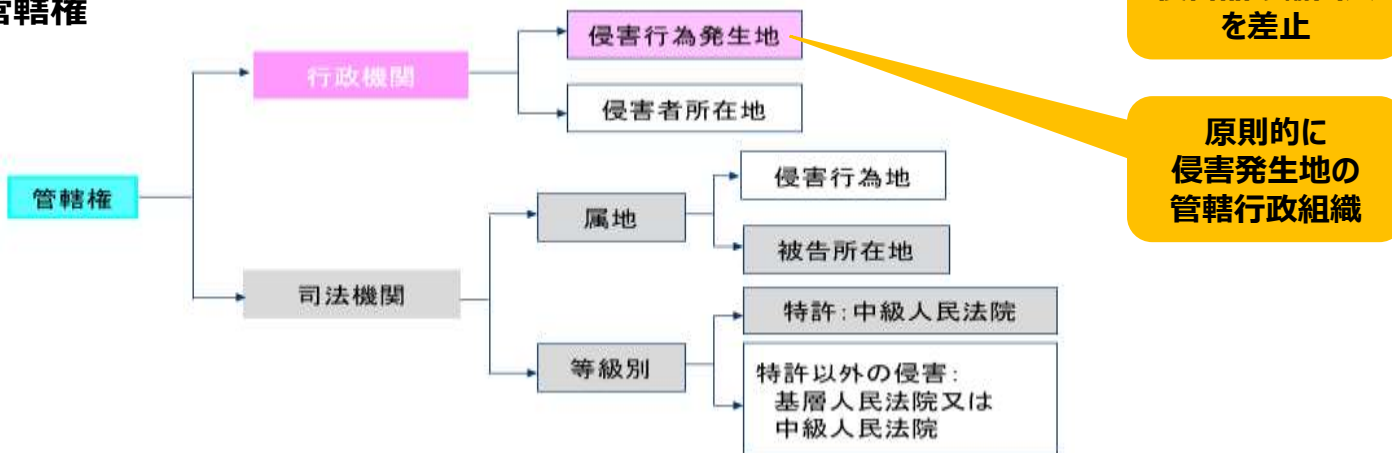 管轄権
を差止
侵害行為発生地
行政機関
侵害者所在地
原則的に
侵害発生地の
管轄行政組織
管轄権
侵害行為地
属地
被告所在地
司法機関
特許:中級人民法院
等級別
特許以外の侵害:
基層人民法院又は
中級人民法院